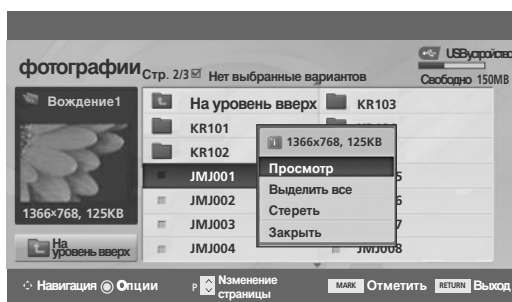 USBустройство
фотографии Стр. 2/3 Нет выбранные вариантов
Свободно 150MB
Вождение1
1366x768, 125KB
На
уровень вверх
На уровень вверх
KR101
KR102
JMJ001
JMJ002
JMJ003
JMJ004
KR103
JMJ008
1366x768, 125KB
Просмотр
Выделить все
Стереть
Закрыть
Навигация
Oпции
P
Nзменение
страницы
MARK Отметить
RETURN Выход